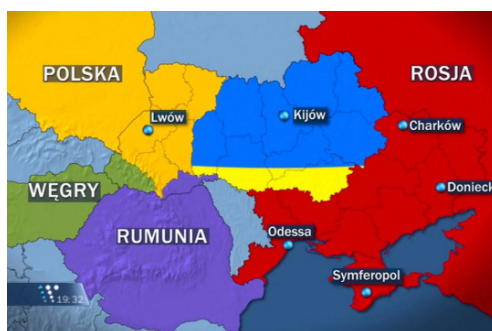 POLSKA
ROSJA
Lwów
Kijów
Charków
WĘGRY
Donieck
RUMUNIA
Odessa
Symferopol
19:32